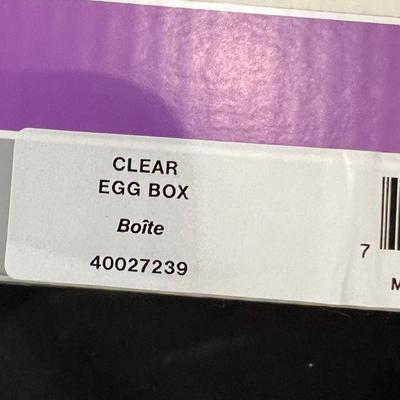 CLEAR
EGG BOX
Boîte
40027239
7
M